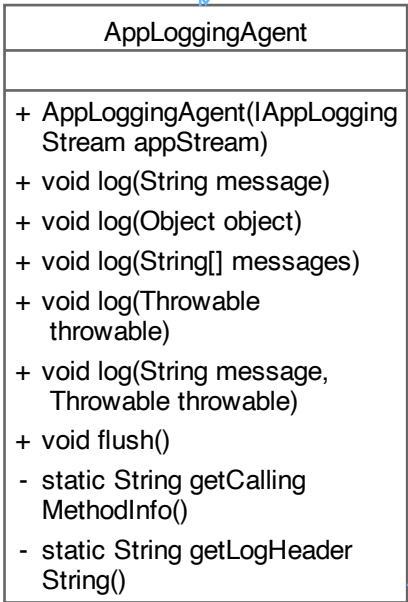 AppLoggingAgent
+ AppLoggingAgent(IAppLogging
Stream appStream)
+ void log(String message)
+ void log(Object object)
+ void log(String[] messages)
+ void log(Throwable
throwable)
+ void log(String message,
Throwable throwable)
+ void flush()
- static String getCalling
MethodInfo()
- static String getLogHeader
String()